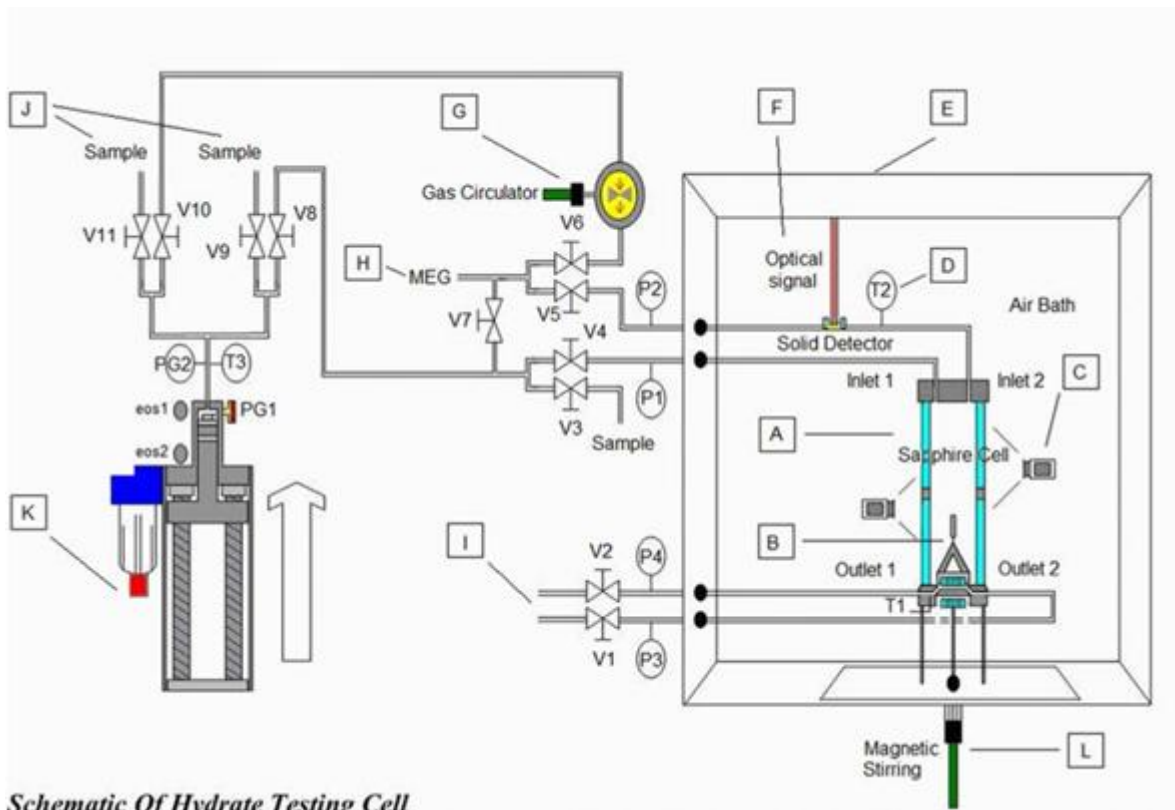 J
Sample
Sample
G
F
E
Gas Circulator
V10
V8
V11
V9
V6
H
MEG
Optical
signal
D
P2
T2
Air Bath
V7
V5
V4
Solid Detector
PG2
T3
P1
Inlet 1
Inlet 2
C
eos1
PG1
V3
Sample
A
eos2
Sapphire Cell
K
B
I
V2
P4
Outlet 1
Outlet 2
T1
V1
P3
Magnetic
Stirring
L
Schematic Of Hydrate Testing Cell